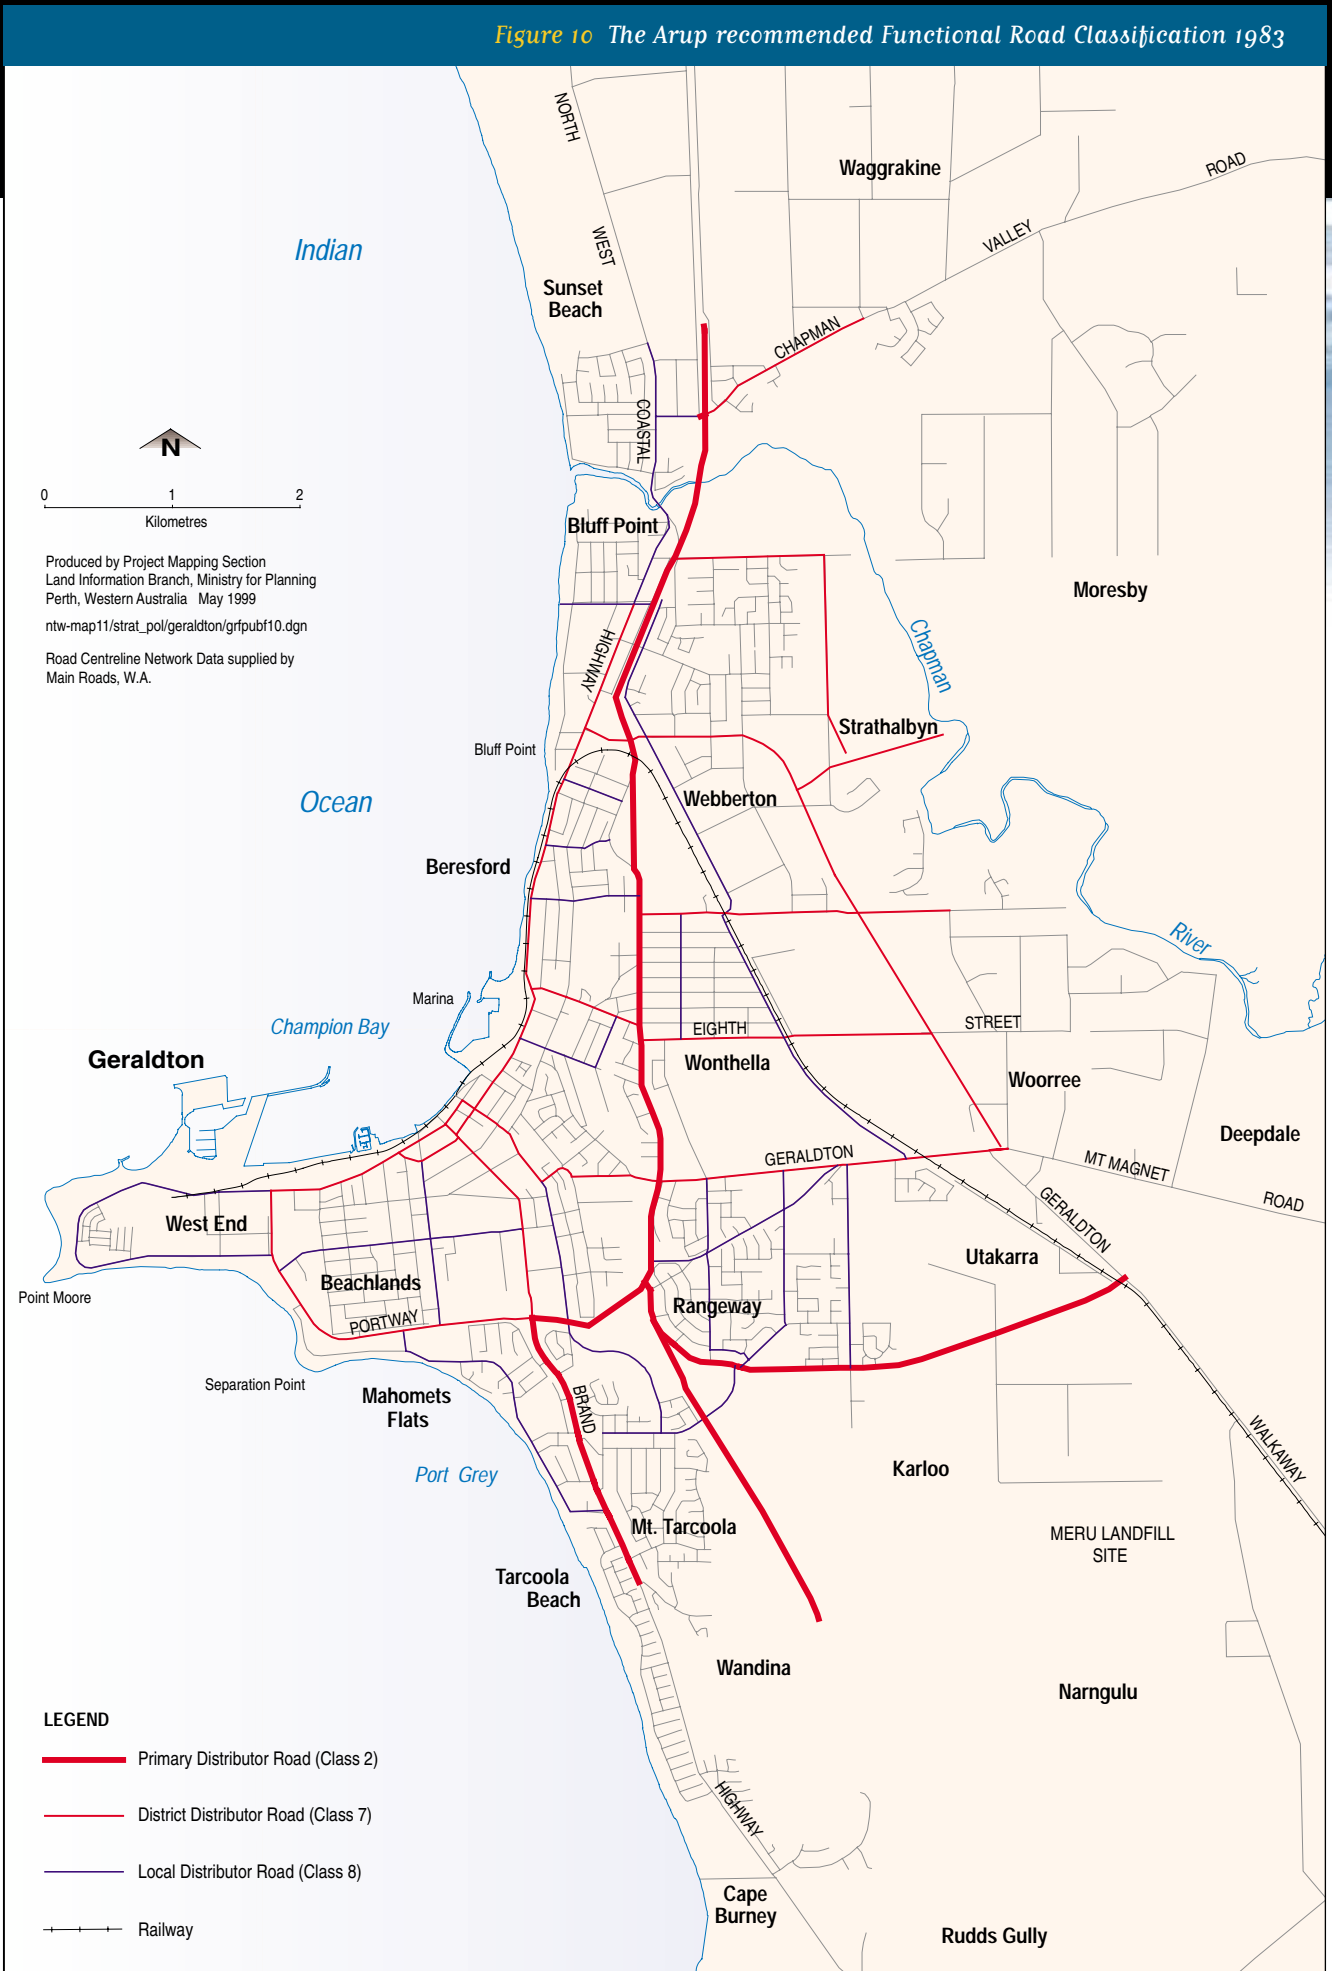 Figure 10 The Arup recommended Functional Road Classification 1983
NORTH
Waggrakine
ROAD
VALLEY
WEST
Indian
Sunset
Beach
CHAPMAN
COASTAL
N
0 1 2
Kilometres
Bluff Point
Produced by Project Mapping Section
Land Information Branch, Ministry for Planning
Perth, Western Australia May 1999
ntw-map11/strat_pol/geraldton/grfpubf10.dgn
Road Centreline Network Data supplied by
Main Roads, W.A.
Moresby
HIGHWAY
Chapman
Strathalbyn
Bluff Point
Ocean
Webberton
Beresford
River
Marina
Champion Bay
EIGHTH
STREET
Geraldton
Wonthella
Woorree
Deepdale
GERALDTON
MT MAGNET
ROAD
GERALDTON
West End
Utakarra
Beachlands
Point Moore
Rangeway
PORTWAY
Separation Point
Mahomets
Flats
BRAND
WALKAWAY
Karloo
Port Grey
Mt. Tarcoola
MERU LANDFILL
SITE
Tarcoola
Beach
Wandina
Narngulu
LEGEND
Primary Distributor Road (Class 2)
District Distributor Road (Class 7)
Local Distributor Road (Class 8)
Railway
HIGHWAY
Cape
Burney
Rudds Gully